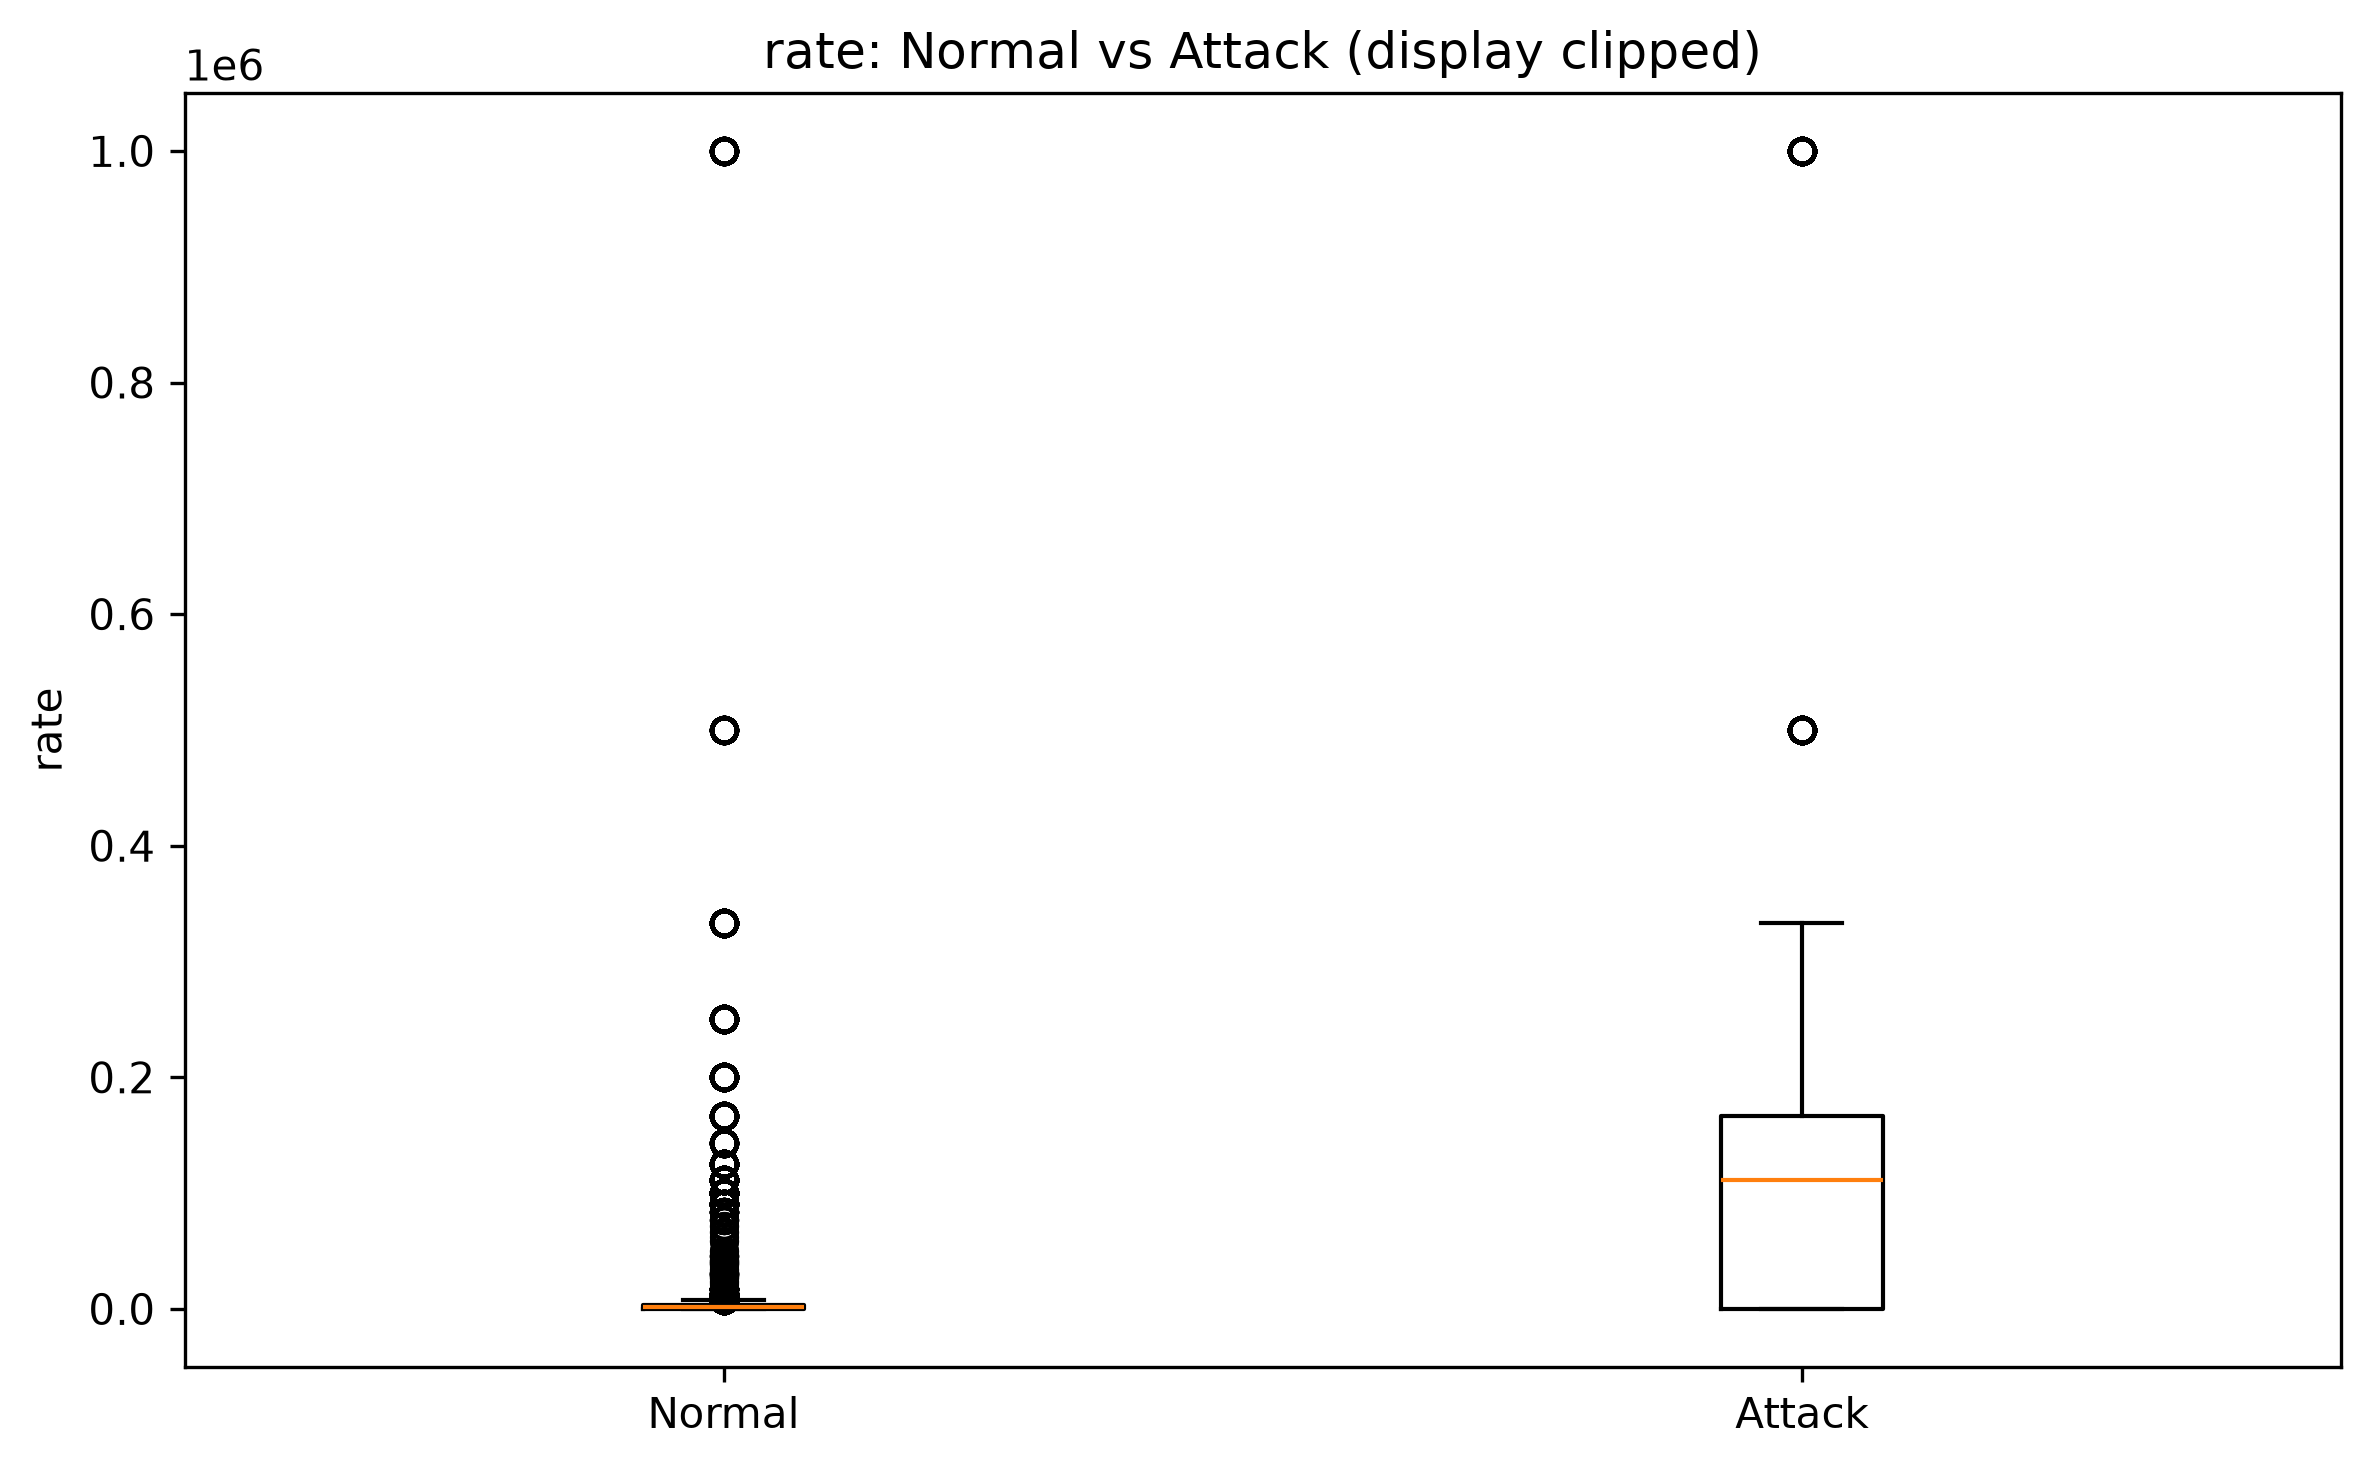 rate: Normal vs Attack (display clipped)
1e6
1.0
0.8
0.6
0.4
0.2
0.0
rate
Normal
Attack